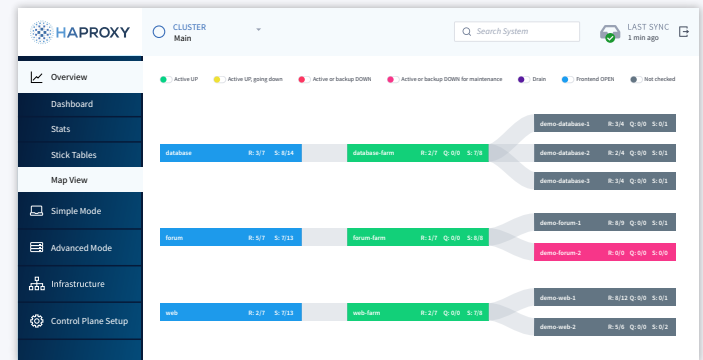 HAPROXY
CLUSTER
Main
Search System
LAST SYNC
1 min ago
Overview
Dashboard
Stats
Stick Tables
Map View
Simple Mode
Advanced Mode
Infrastructure
Control Plane Setup
Active UP
Active UP, going down
Active or backup DOWN
Active or backup DOWN for maintenance
Drain
Frontend OPEN
Not checked
database R: 3/7 S: 8/14
database-farm R: 2/7 Q: 0/0 S: 7/8
demo-database-1 R: 3/4 Q: 0/0 S: 0/1
demo-database-2 R: 2/4 Q: 0/0 S: 0/1
demo-database-3 R: 3/4 Q: 0/0 S: 0/1
forum R: 5/7 S: 7/13
forum-farm R: 1/7 Q: 0/0 S: 8/8
demo-forum-1 R: 8/9 Q: 0/0 S: 0/1
demo-forum-2 R: 0/0 Q: 0/0 S: 0/0
web R: 2/7 S: 7/13
web-farm R: 2/7 Q: 0/0 S: 7/8
demo-web-1 R: 8/12 Q: 0/0 S: 0/1
demo-web-2 R: 5/6 Q: 0/0 S: 0/2